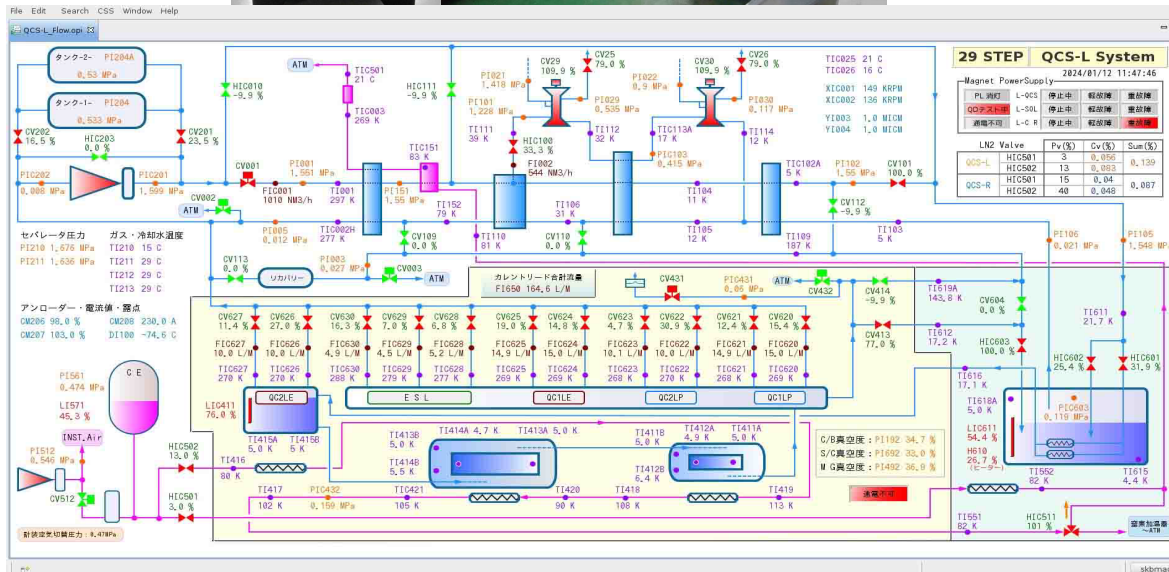 File Edit Search CSS Window Help
QCS-L_Flow.opi
タンク-2- PI204A
0.53 MPa
タンク-1- PI204
0.533 MPa
CV202
16.5 %
HIC203
0.0 %
CV201
23.5 %
PIC202
0.008 MPa
PIC201
1.599 MPa
HIC010
-9.9 %
ATM
TIC501
21 C
TIC003
269 K
HIC111
-9.9 %
PI021
1.418 MPa
PI101
1.228 MPa
TI111
39 K
CV29
109.9 %
CV25
79.0 %
PI029
0.535 MPa
TI112
32 K
HIC100
33.3 %
FI002
544 NM3/h
PI022
0.9 MPa
CV30
109.9 %
CV26
79.0 %
PI030
0.117 MPa
TIC113A
17 K
PIC103
0.415 MPa
TI114
12 K
TIC025 21 C
TIC026 16 C
XIC001 149 KRPM
XIC002 136 KRPM
YI003 1.0 MICM
YI004 1.0 MICM
29 STEP QCS-L System
2024/01/12 11:47:46
Magnet PowerSupply
PL 消灯 L-QCS 停止中 軽故障 重故障
QCテスト中 L-SOL 停止中 軽故障 重故障
通電不可 L-C R 停止中 軽故障 重故障
LN2 Valve Pv(%) Cv(%) Sum(%)
QCS-L HIC501 3 0.056 0.139
HIC502 13 0.083
QCS-R HIC501 15 0.04 0.087
HIC502 40 0.048
CV001
100.0 %
PI001
1.551 MPa
FIC001
1010 NM3/h
TI001
297 K
TIC151
83 K
PI151
1.55 MPa
TI152
79 K
CV002
ATM
PI005
0.012 MPa
TIC002H
277 K
CV109
0.0 %
TI110
81 K
TI106
31 K
CV110
0.0 %
TI104
11 K
TI105
12 K
TIC102A
5 K
PI102
1.55 MPa
CV101
100.0 %
CV112
-9.9 %
TI109
187 K
TI103
5 K
PI106
0.021 MPa
PI105
1.548 MPa
セパレータ圧力
PI210 1.676 MPa
PI211 1.636 MPa
ガス・冷却水温度
TI210 15 C
TI211 29 C
TI212 29 C
TI213 29 C
CV113
0.0 %
リカバリー
PI003
0.027 MPa
CV003
ATM
カレントリード合計流量
FI650 164.6 L/M
CV431
PIC431
0.05 MPa
ATM
CV432
CV414
-9.9 %
TI619A
143.8 K
CV604
0.0 %
アンローダー・電流値・露点
CM206 98.0 % CM208 230.0 A
CM207 103.0 % DI100 -74.6 C
CV627
11.4 %
CV626
27.0 %
CV630
16.3 %
CV629
7.0 %
CV628
6.8 %
CV625
19.0 %
CV624
14.8 %
CV623
4.7 %
CV622
30.9 %
CV621
12.4 %
CV620
15.4 %
CV413
77.0 %
TI612
17.2 K
HIC603
100.0 %
TI611
21.7 K
FIC627
10.0 L/M
FIC626
10.0 L/M
FIC630
4.9 L/M
FIC629
4.5 L/M
FIC628
5.2 L/M
FIC625
14.9 L/M
FIC624
15.0 L/M
FIC623
10.1 L/M
FIC622
10.0 L/M
FIC621
14.9 L/M
FIC620
15.0 L/M
TIC627
270 K
TIC626
270 K
TIC630
288 K
TIC629
279 K
TIC628
277 K
TIC625
269 K
TIC624
269 K
TIC623
268 K
TIC622
270 K
TIC621
268 K
TIC620
269 K
HIC602
25.4 %
HIC601
31.9 %
TI616
17.1 K
TI618A
5.0 K
PIC603
0.119 MPa
LIC611
54.4 %
H610
26.7 %
(ヒーター)
TI552
82 K
TI615
4.4 K
PI561
0.474 MPa
LI571
45.3 %
C E
INST.Air
LIC411
76.0 %
QC2LE
E S L
QC1LE
QC2LP
QC1LP
TI415A
5.0 K
TI415B
5 K
TI413B
5.0 K
TI414A 4.7 K
TI413A 5.0 K
TI414B
5.5 K
TI411B
5.0 K
TI412A
4.9 K
TI411A
5.0 K
TI412B
6.4 K
C/B真空度：PI192 34.7 %
S/C真空度：PI692 33.0 %
M G真空度：PI492 36.8 %
通電不可
PI512
0.546 MPa
CV512
HIC502
13.0 %
HIC501
3.0 %
TI416
80 K
TI417
102 K
PIC432
0.159 MPa
TIC421
105 K
TI420
90 K
TI418
108 K
TI419
113 K
TI551
82 K
HIC511
101 %
窒素加温器
～ATM
計装空気切替圧力：0.47MPa
skbmag